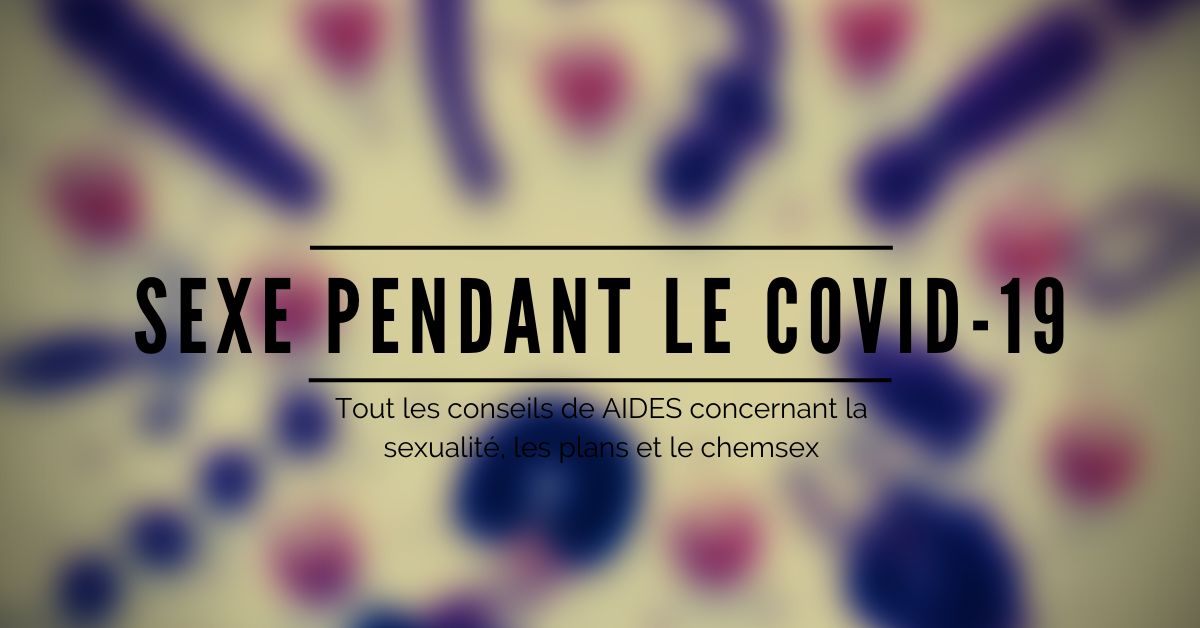 SEXE PENDANT LE COVID-19
Tout les conseils de AIDES concernant la
sexualité, les plans et le chemsex